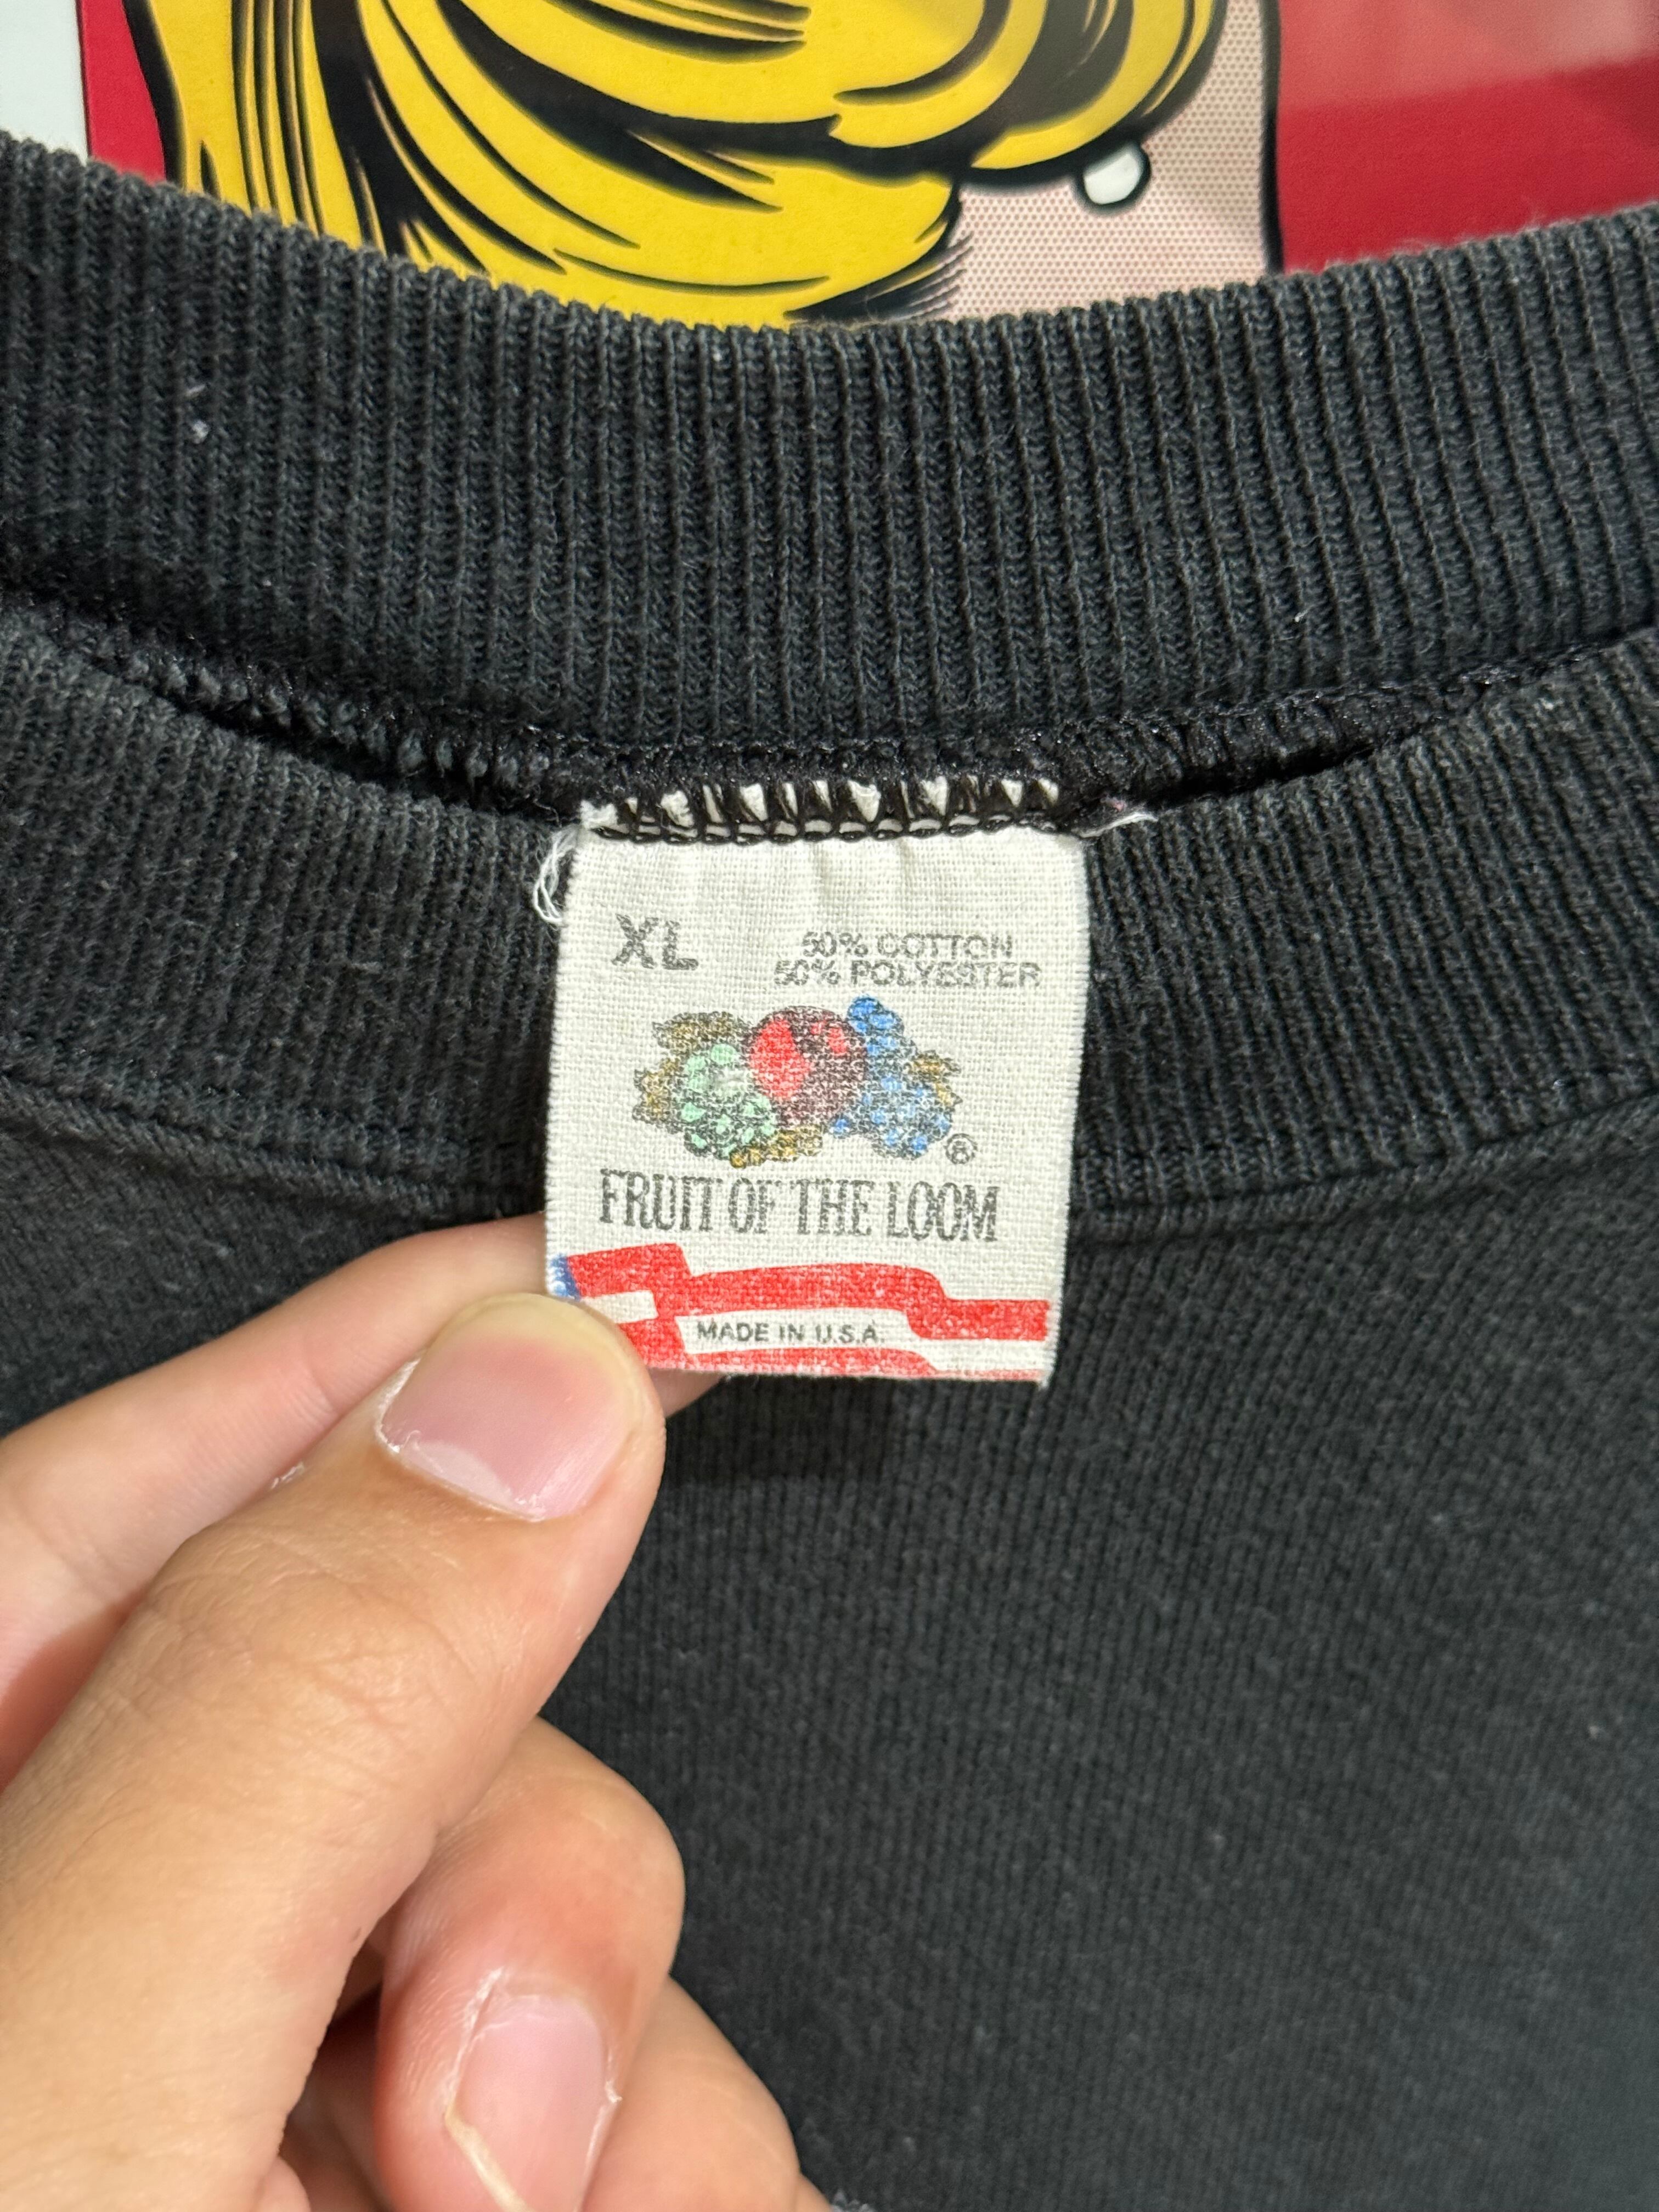 XL
50% COTTON
50% POLYESTER
®
FRUIT OF THE LOOM
MADE IN U.S.A.